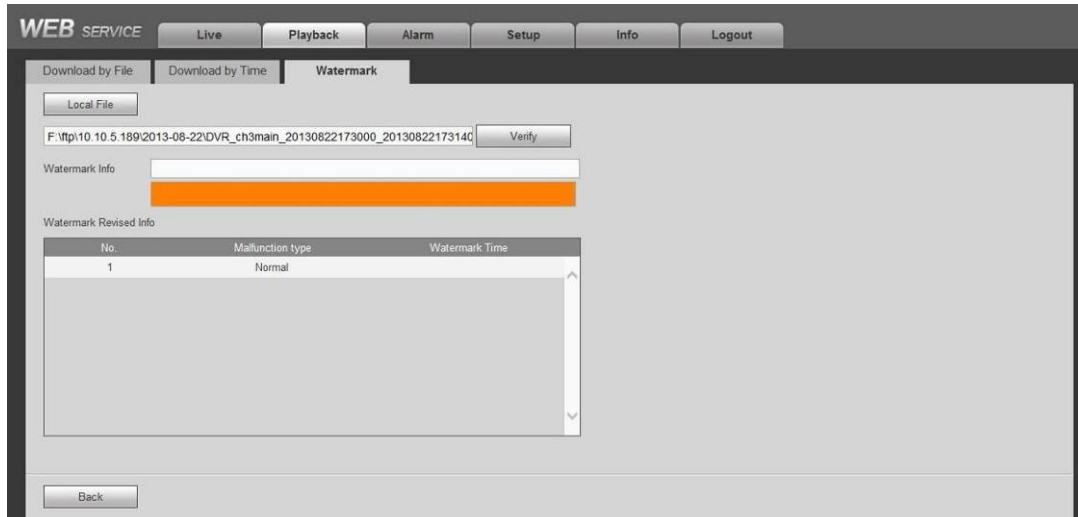 WEB SERVICE Live Playback Alarm Setup Info Logout
Download by File Download by Time Watermark
Local File
F:\ftp\10.10.5.189\2013-08-22\DVR_ch3main_20130822173000_20130822173140 Verify
Watermark Info
Watermark Revised Info
No. Malfunction type Watermark Time
1 Normal
Back